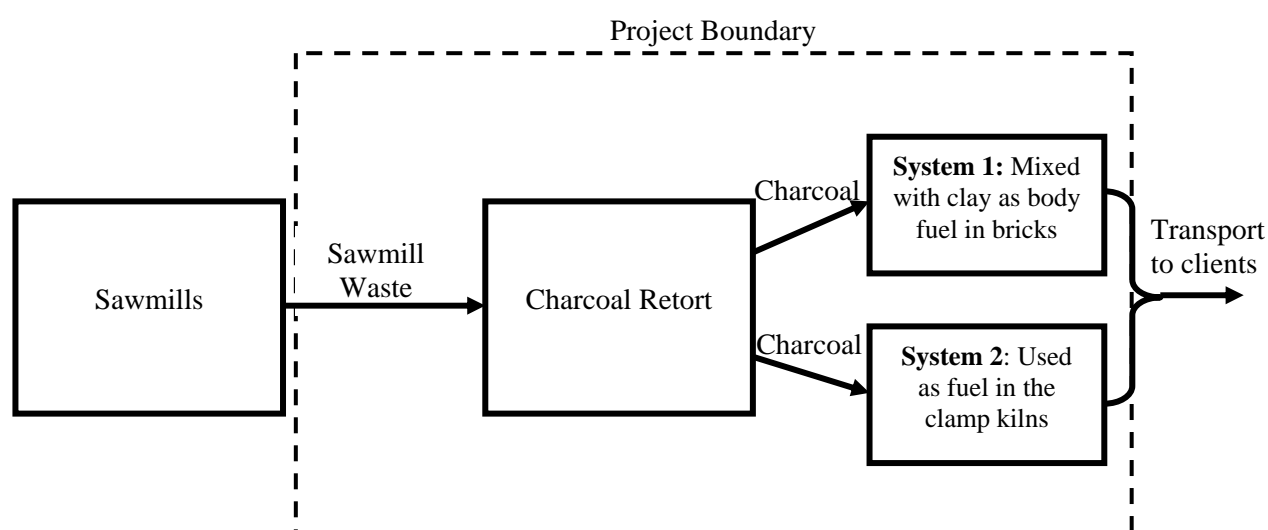 Project Boundary
Sawmills
Sawmill
Waste
Charcoal Retort
Charcoal
System 1: Mixed
with clay as body
fuel in bricks
Charcoal
System 2: Used
as fuel in the
clamp kilns
Transport
to clients